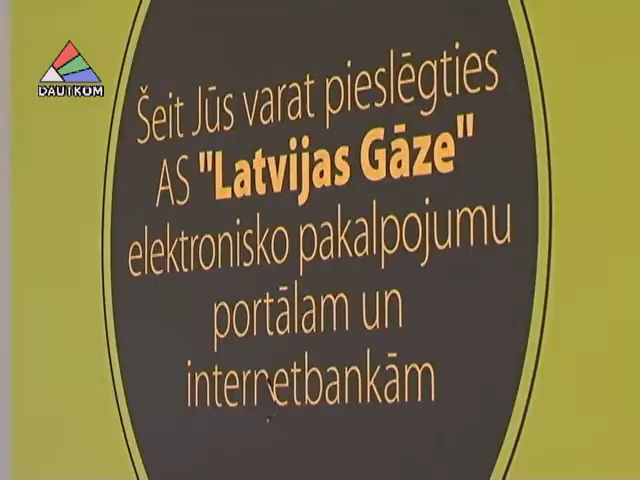 DAUTKOM
Šeit Jūs varat pieslēgties
AS "Latvijas Gāze"
elektronisko pakalpojumu
portālam un
internetbankām